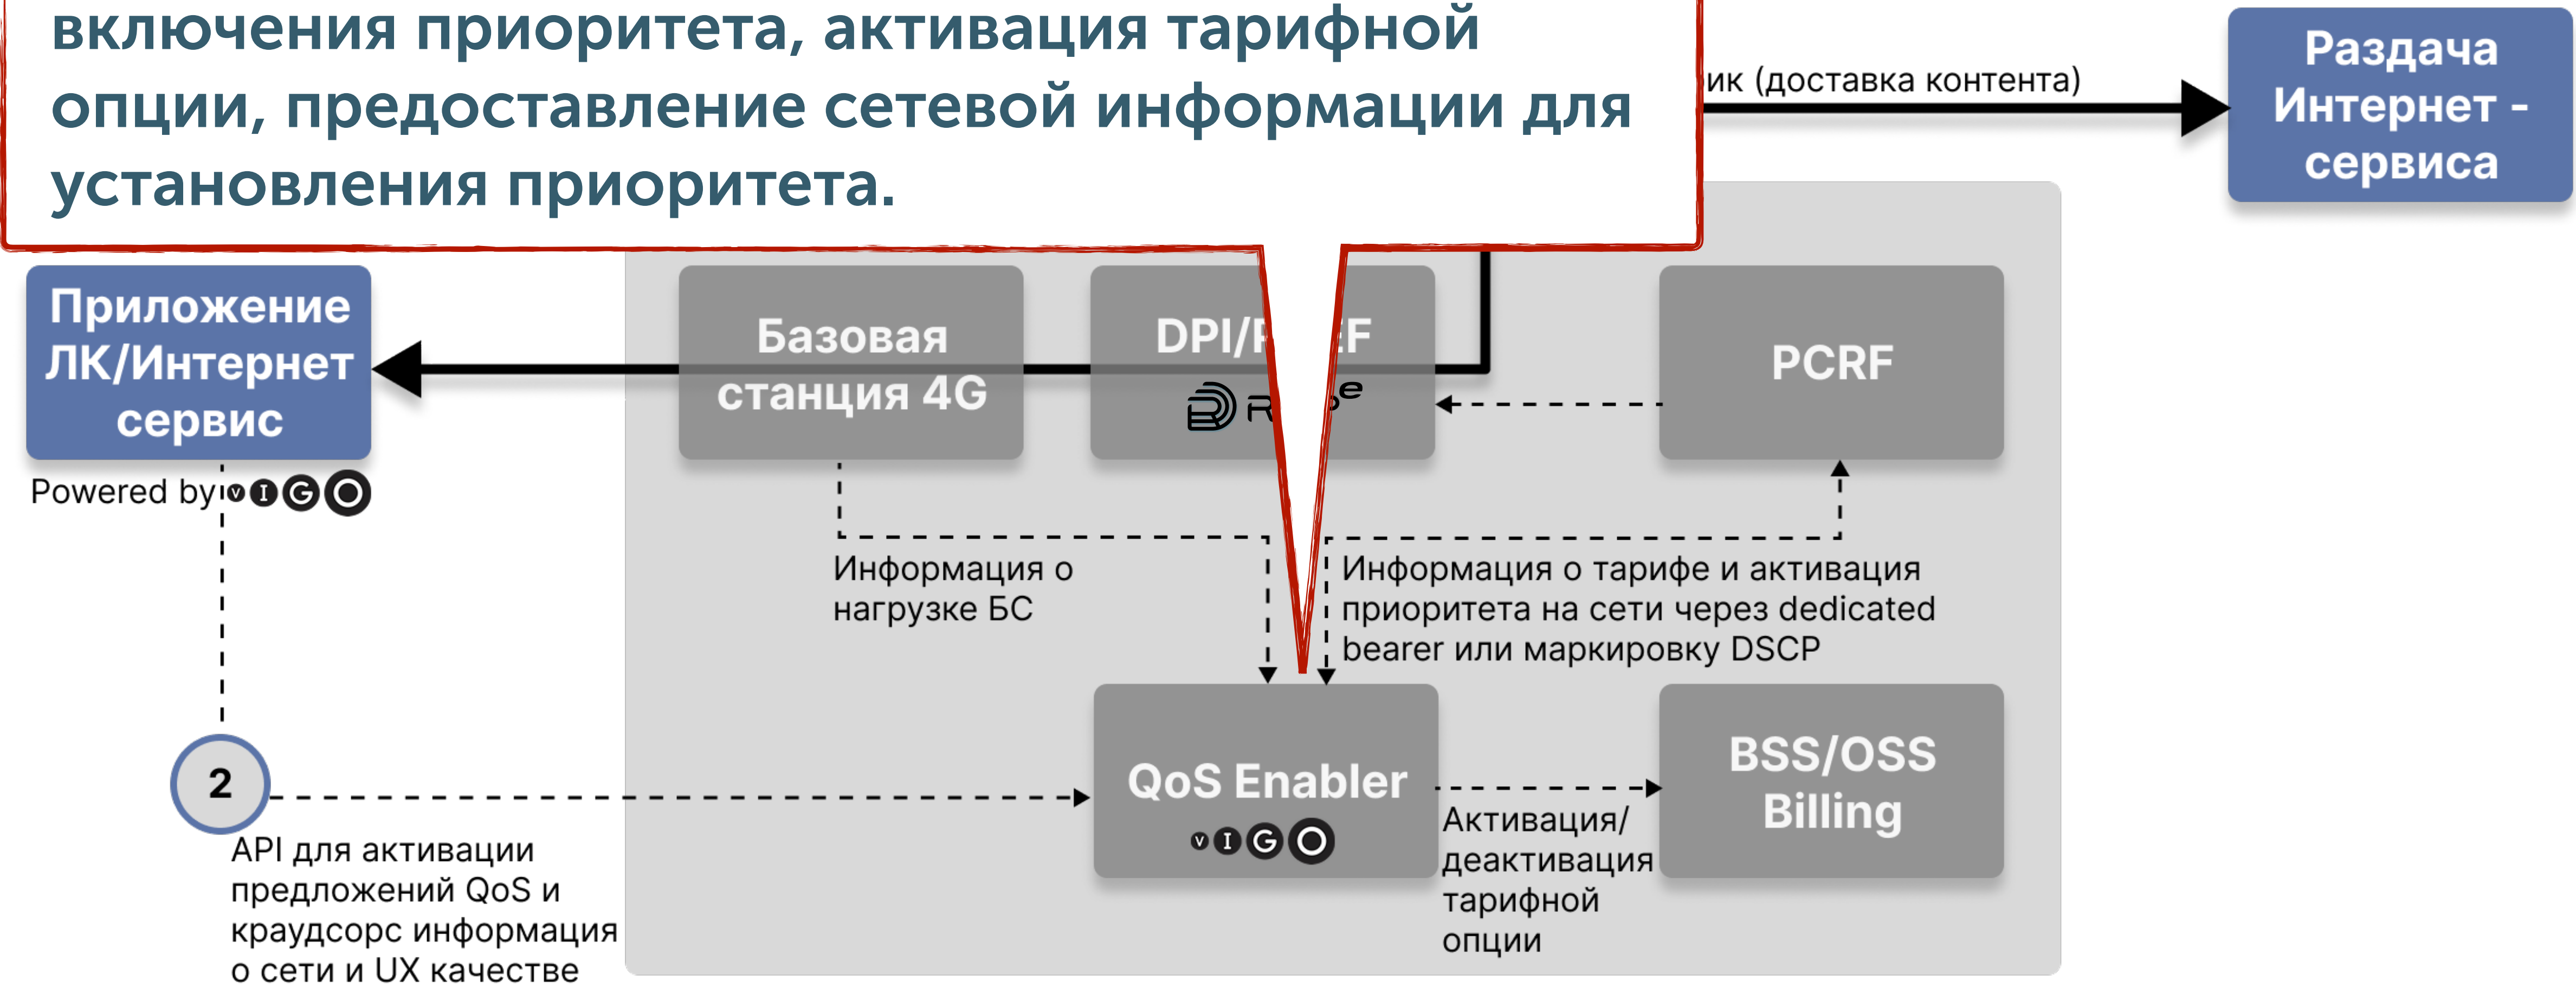 включения приоритета, активация тарифной
опции, предоставление сетевой информации для
установления приоритета.
ик (доставка контента)
Раздача
Интернет -
сервиса
Приложение
ЛК/Интернет
сервис
Powered by VIGO
Базовая
станция 4G
DPI/
PCRF
Информация о
нагрузке БС
Информация о тарифе и активация
приоритета на сети через dedicated
bearer или маркировку DSCP
2
API для активации
предложений QoS и
краудсорс информация
о сети и UX качестве
QoS Enabler
VIGO
Активация/
деактивация
тарифной
опции
BSS/OSS
Billing